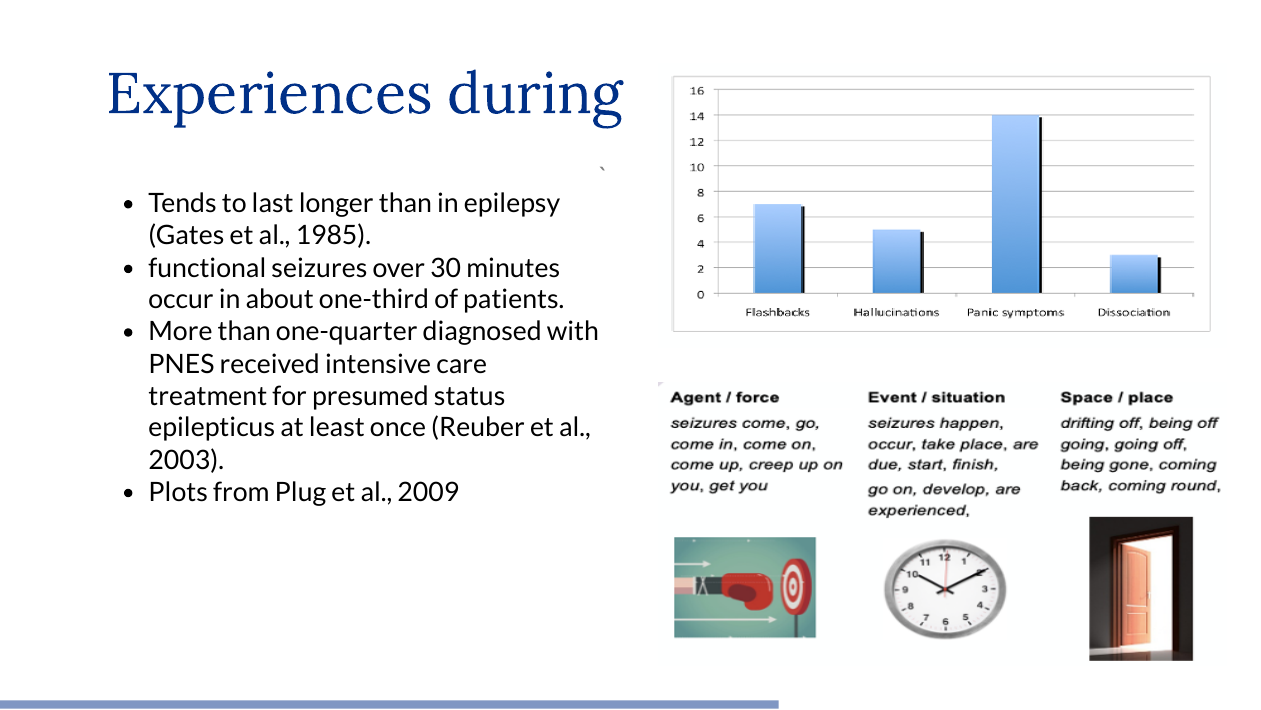 Experiences during
`
• Tends to last longer than in epilepsy
(Gates et al., 1985).
• functional seizures over 30 minutes
occur in about one-third of patients.
• More than one-quarter diagnosed with
PNES received intensive care
treatment for presumed status
epilepticus at least once (Reuber et al.,
2003).
• Plots from Plug et al., 2009
16
14
12
10
8
6
4
2
0
Flashbacks Hallucinations Panic symptoms Dissociation
Agent / force
seizures come, go,
come in, come on,
come up, creep up on
you, get you
Event / situation
seizures happen,
occur, take place, are
due, start, finish,
go on, develop, are
experienced,
Space / place
drifting off, being off
going, going off,
being gone, coming
back, coming round,
12
1
2
3
4
5
6
7
8
9
10
11